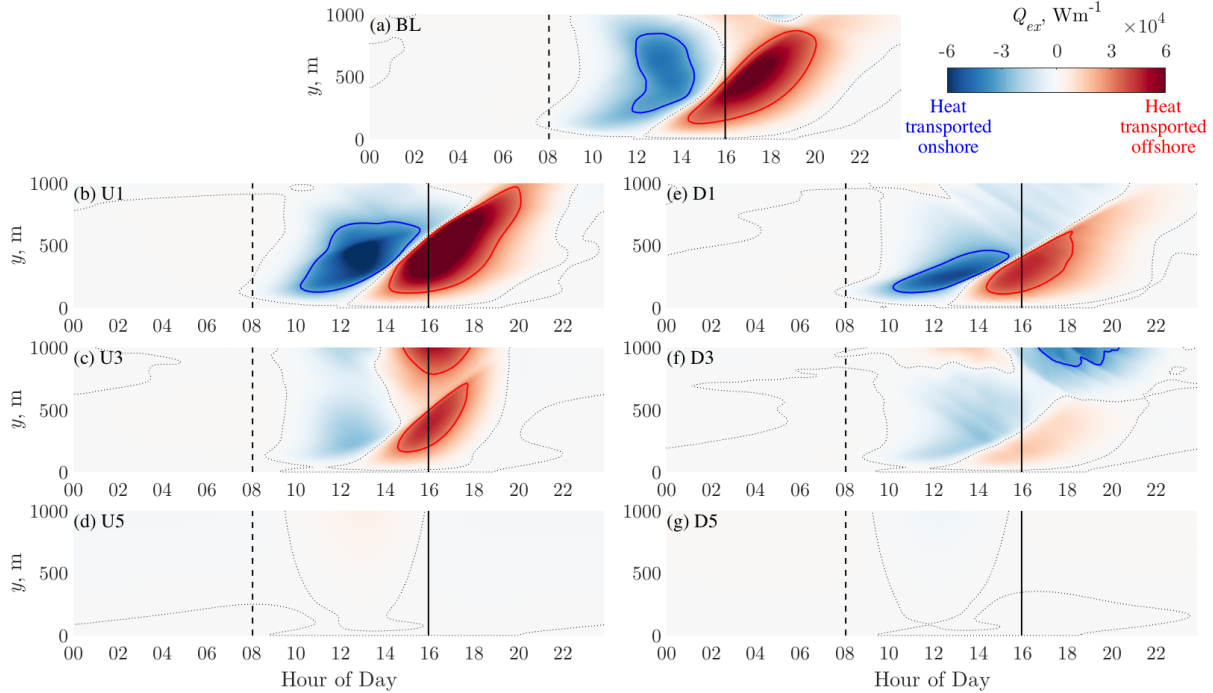 (a) BL
1000
500
0
y, m
00 02 04 06 08 10 12 14 16 18 20 22
Q_ex, Wm⁻¹
×10⁴
-6 -3 0 3 6
Heat transported onshore
Heat transported offshore
(b) U1
1000
500
0
y, m
00 02 04 06 08 10 12 14 16 18 20 22
(e) D1
1000
500
0
y, m
00 02 04 06 08 10 12 14 16 18 20 22
(c) U3
1000
500
0
y, m
00 02 04 06 08 10 12 14 16 18 20 22
(f) D3
1000
500
0
y, m
00 02 04 06 08 10 12 14 16 18 20 22
(d) U5
1000
500
0
y, m
00 02 04 06 08 10 12 14 16 18 20 22
Hour of Day
(g) D5
1000
500
0
y, m
00 02 04 06 08 10 12 14 16 18 20 22
Hour of Day